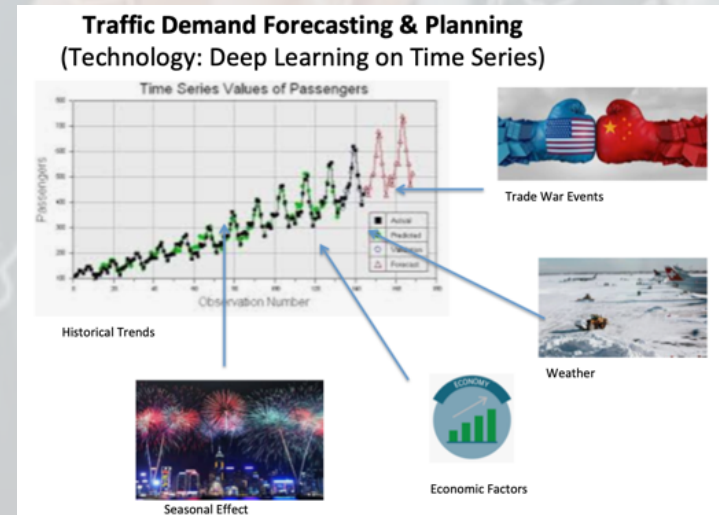 Traffic Demand Forecasting & Planning
(Technology: Deep Learning on Time Series)
Time Series Values of Passengers
Passengers
Actual
Predicted
Validation
Forecast
Observation Number
Trade War Events
Historical Trends
Weather
ECONOMY
Economic Factors
Seasonal Effect